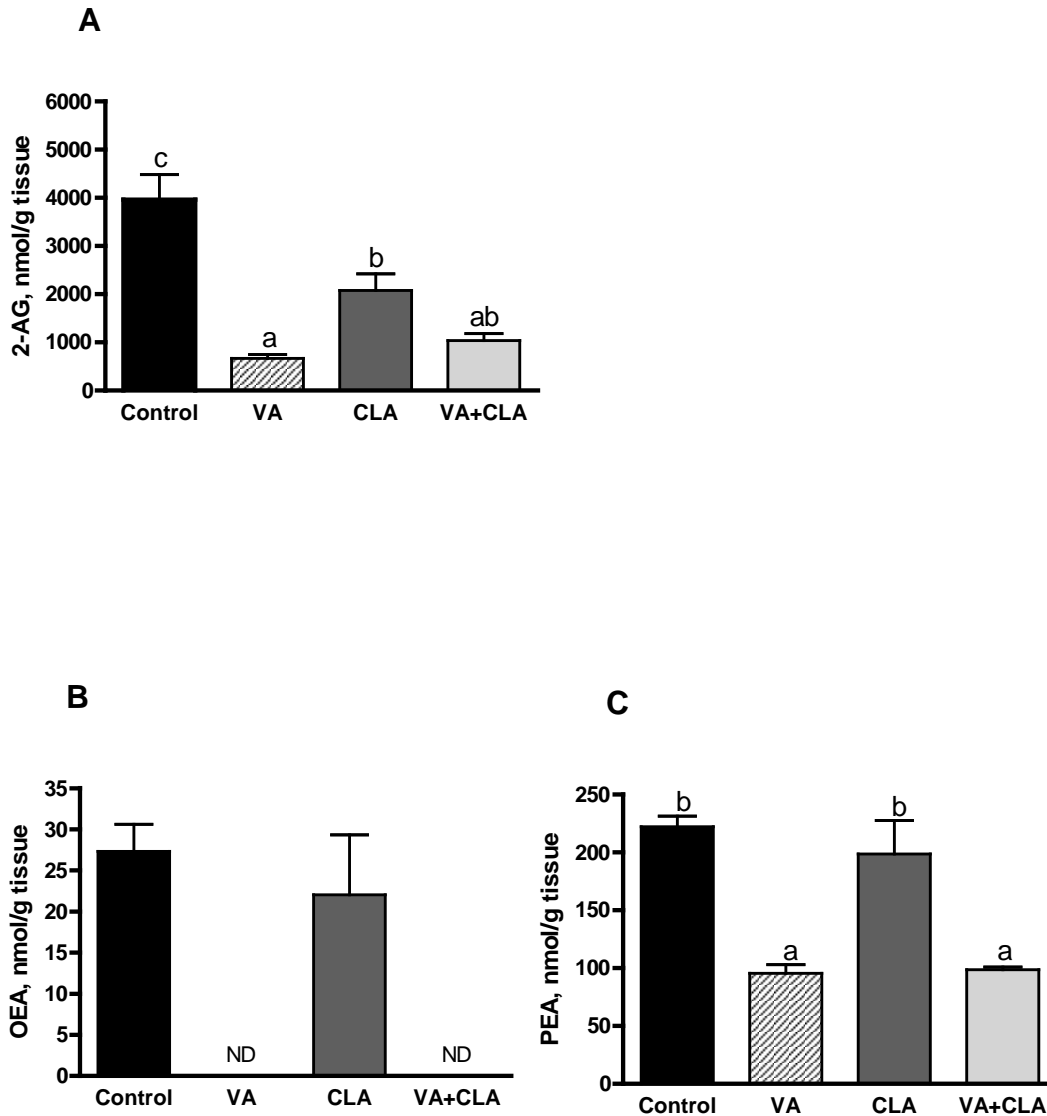 A
2-AG, nmol/g tissue
6000
5000
4000
3000
2000
1000
0
c
a
b
ab
Control VA CLA VA+CLA
B
OEA, nmol/g tissue
35
30
25
20
15
10
5
0
ND
ND
Control VA CLA VA+CLA
C
PEA, nmol/g tissue
250
200
150
100
50
0
b
a
b
a
Control VA CLA VA+CLA